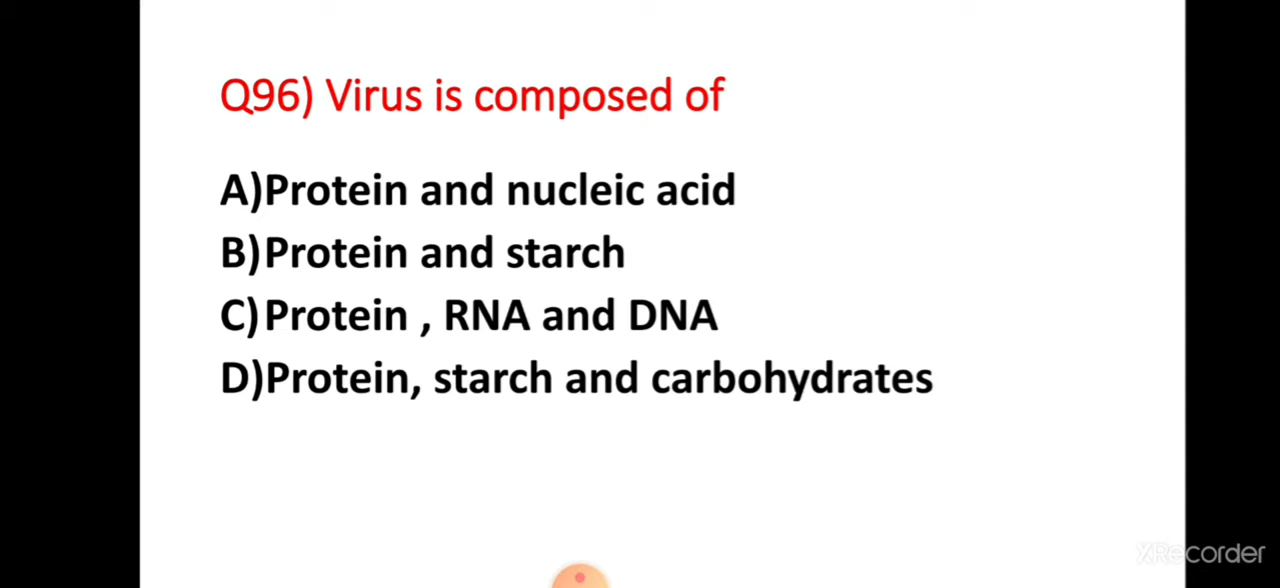 Q96) Virus is composed of
A)Protein and nucleic acid
B)Protein and starch
C)Protein , RNA and DNA
D)Protein, starch and carbohydrates
XRecorder